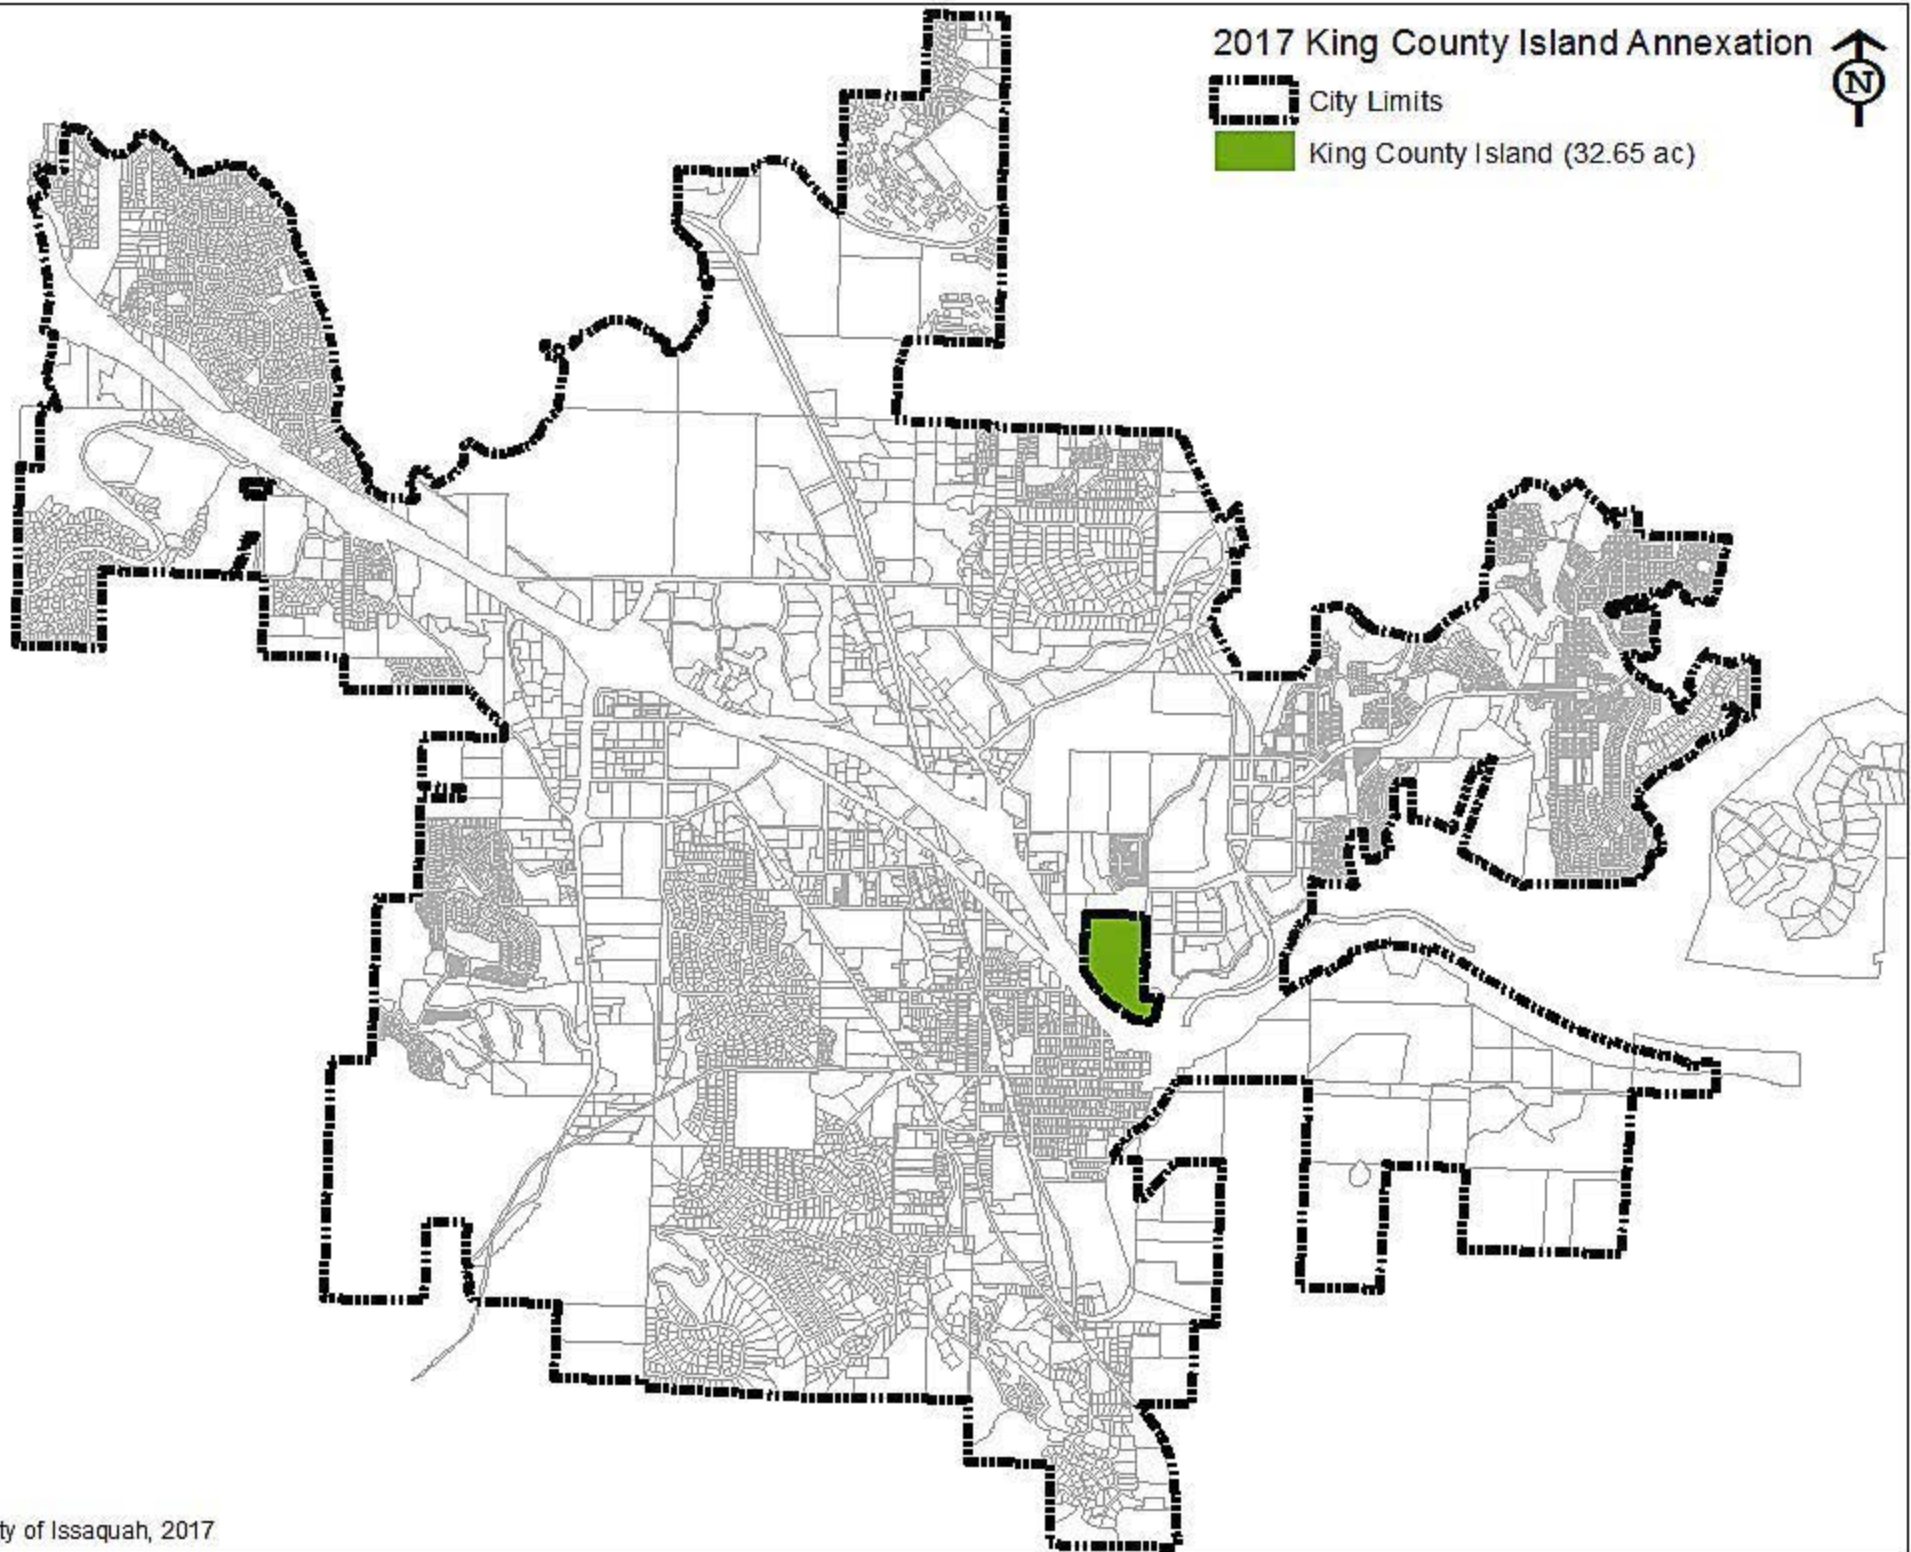 2017 King County Island Annexation
N
City Limits
King County Island (32.65 ac)
ty of Issaquah, 2017